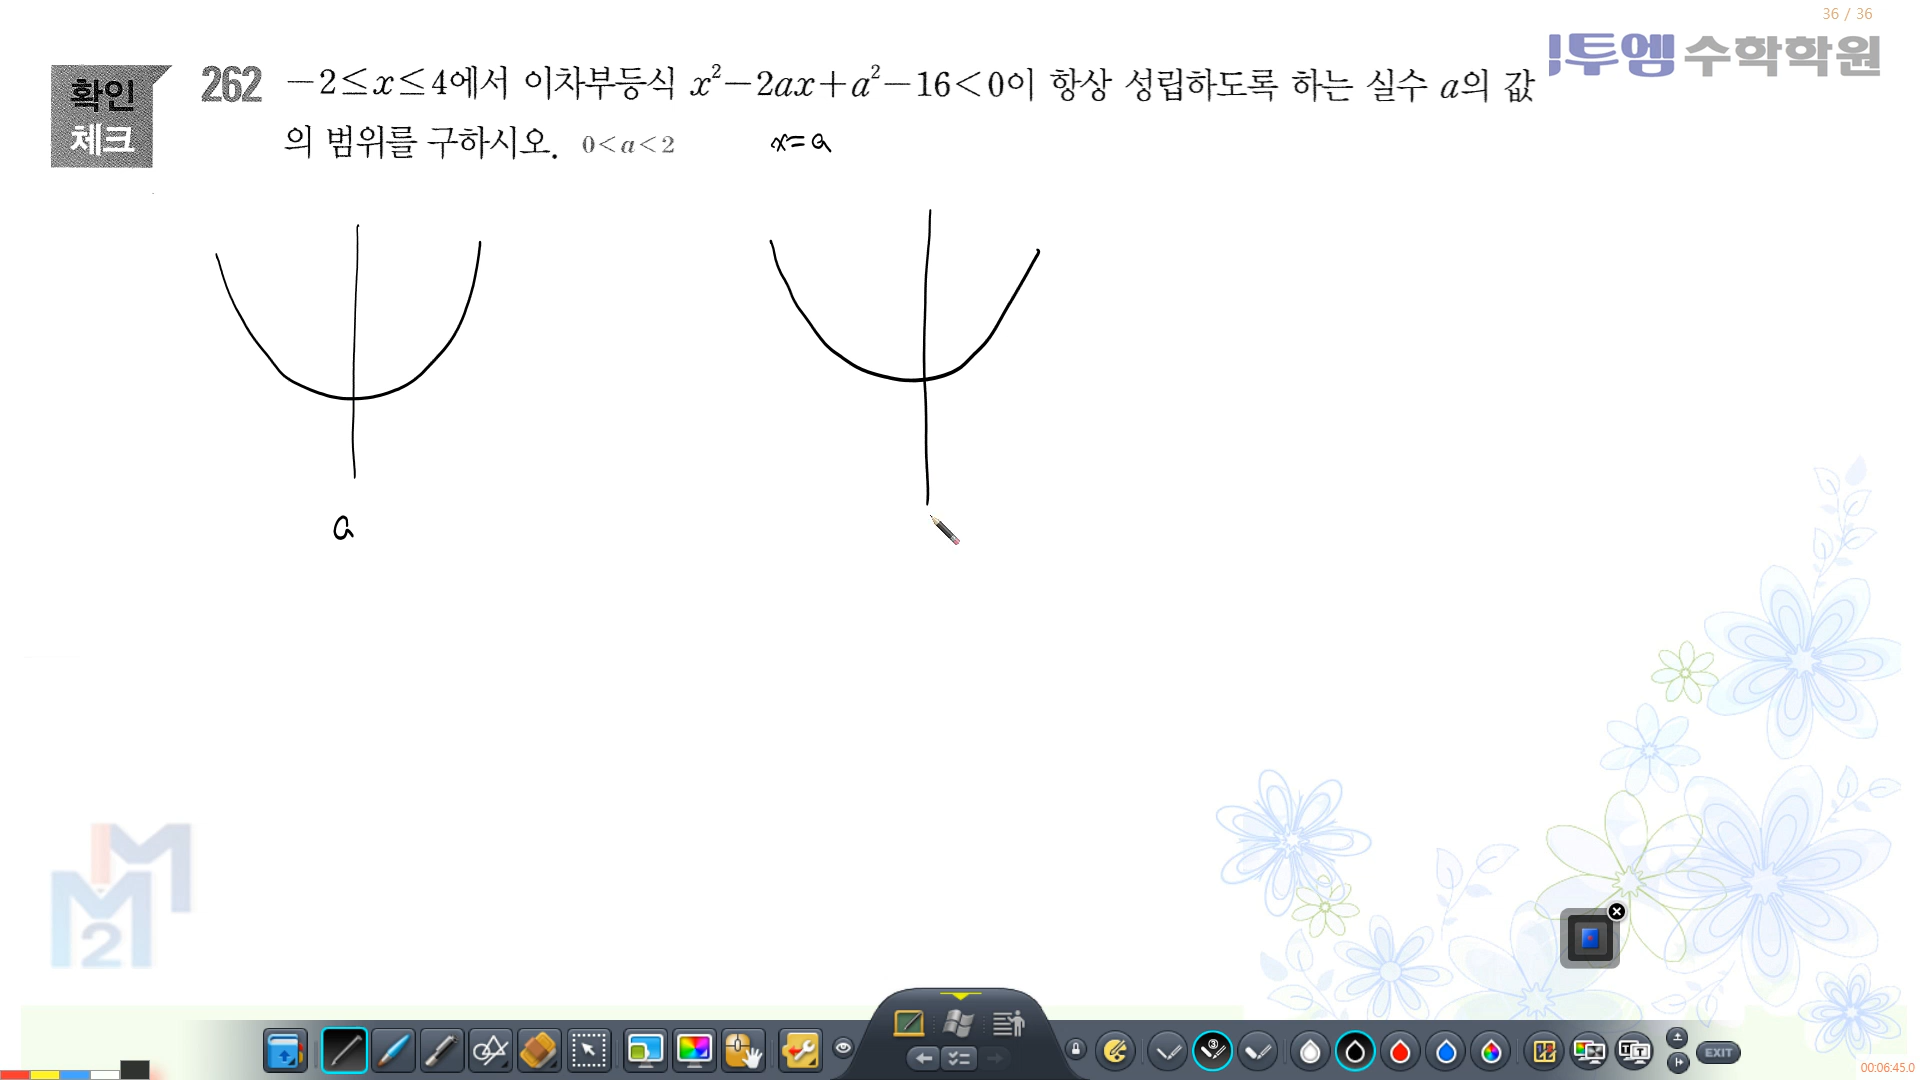 36 / 36
I투엠수학학원
확인
체크
262 -2≤x≤4에서 이차부등식 x²-2ax+a²-16<0이 항상 성립하도록 하는 실수 a의 값
의 범위를 구하시오. 0<a<2
x=a
a
M
M
2
EXIT
00:06:45.0